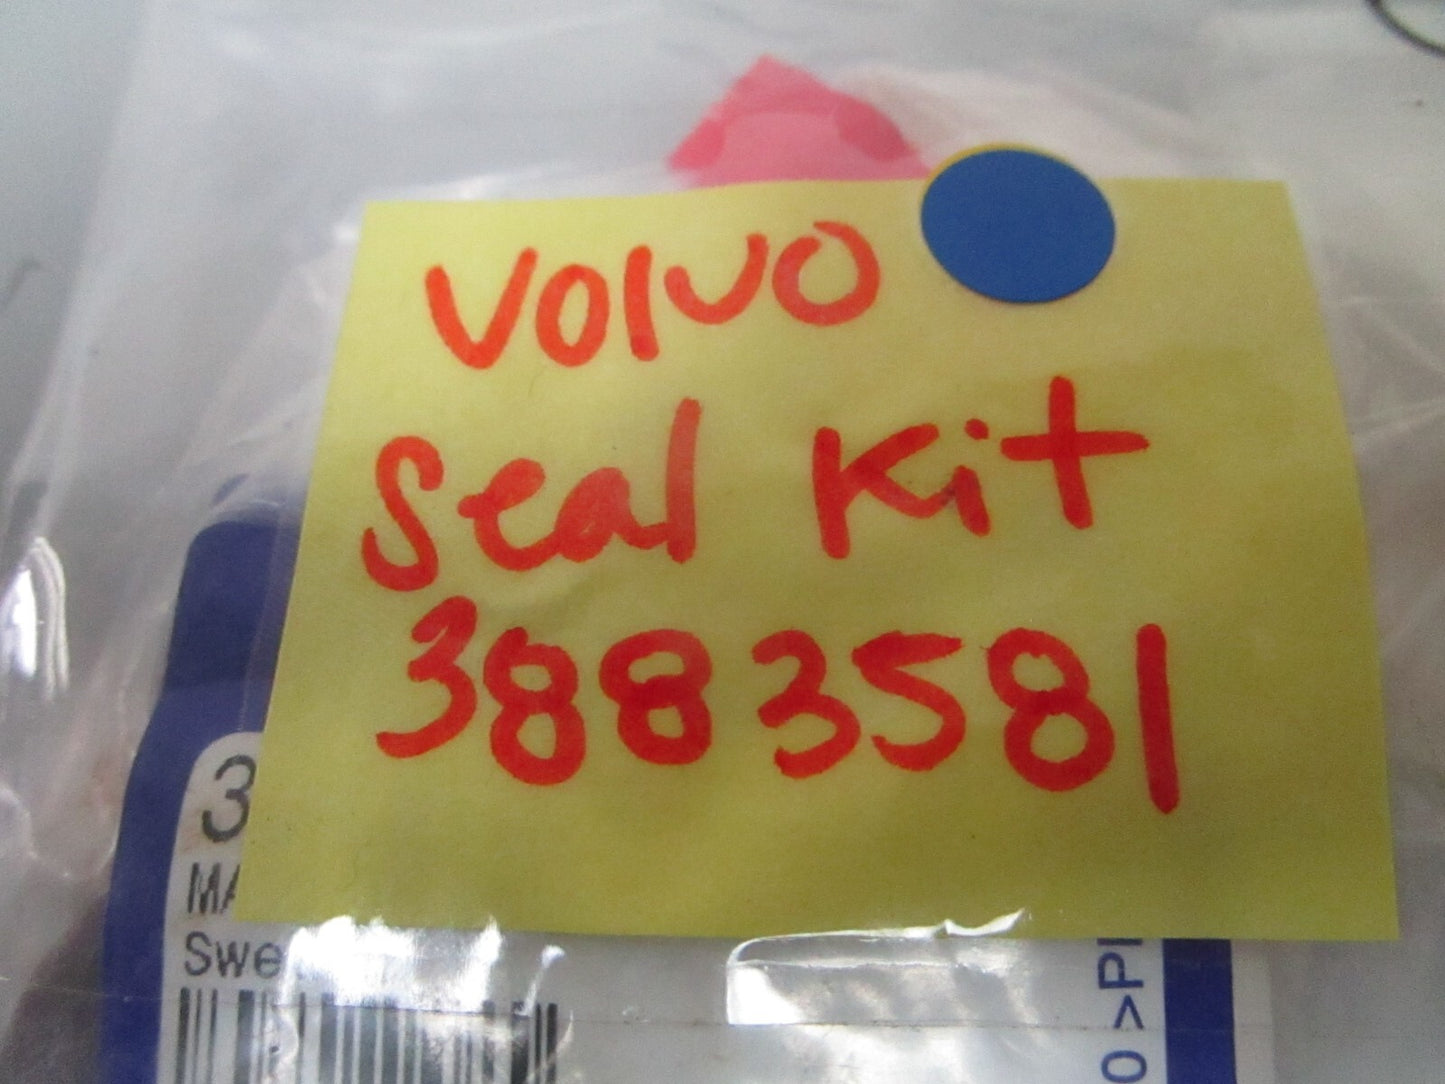 Volvo
Seal Kit
3883581
3
MA
Swe
O >P